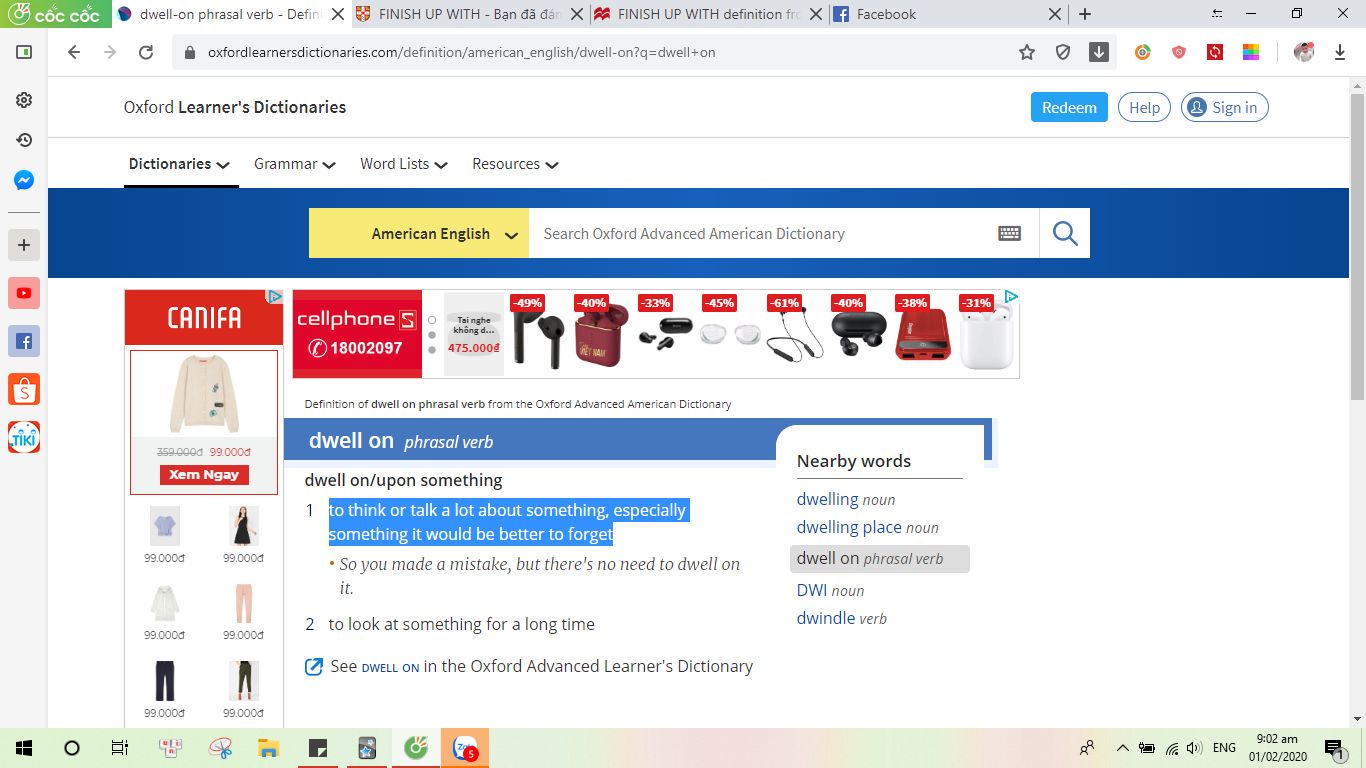 cốc cốc
dwell-on phrasal verb - Defin
FINISH UP WITH - Bạn đã đán
FINISH UP WITH definition fro
Facebook
oxfordlearnersdictionaries.com/definition/american_english/dwell-on?q=dwell+on
Oxford Learner's Dictionaries
Redeem
Help
Sign in
Dictionaries
Grammar
Word Lists
Resources
American English
Search Oxford Advanced American Dictionary
CANIFA
359.000đ 99.000đ
Xem Ngay
99.000đ 99.000đ
99.000đ 99.000đ
99.000đ 99.000đ
cellphoneS
18002097
Tai nghe
không d...
475.000đ
-49%
-40%
-33%
-45%
-61%
-40%
-38%
-31%
VIỆT NAM
Definition of dwell on phrasal verb from the Oxford Advanced American Dictionary
dwell on phrasal verb
dwell on/upon something
1 to think or talk a lot about something, especially
something it would be better to forget
• So you made a mistake, but there's no need to dwell on
it.
2 to look at something for a long time
See DWELL ON in the Oxford Advanced Learner's Dictionary
Nearby words
dwelling noun
dwelling place noun
dwell on phrasal verb
DWI noun
dwindle verb
TIKI
Zalo
5
ENG
9:02 am
01/02/2020
1